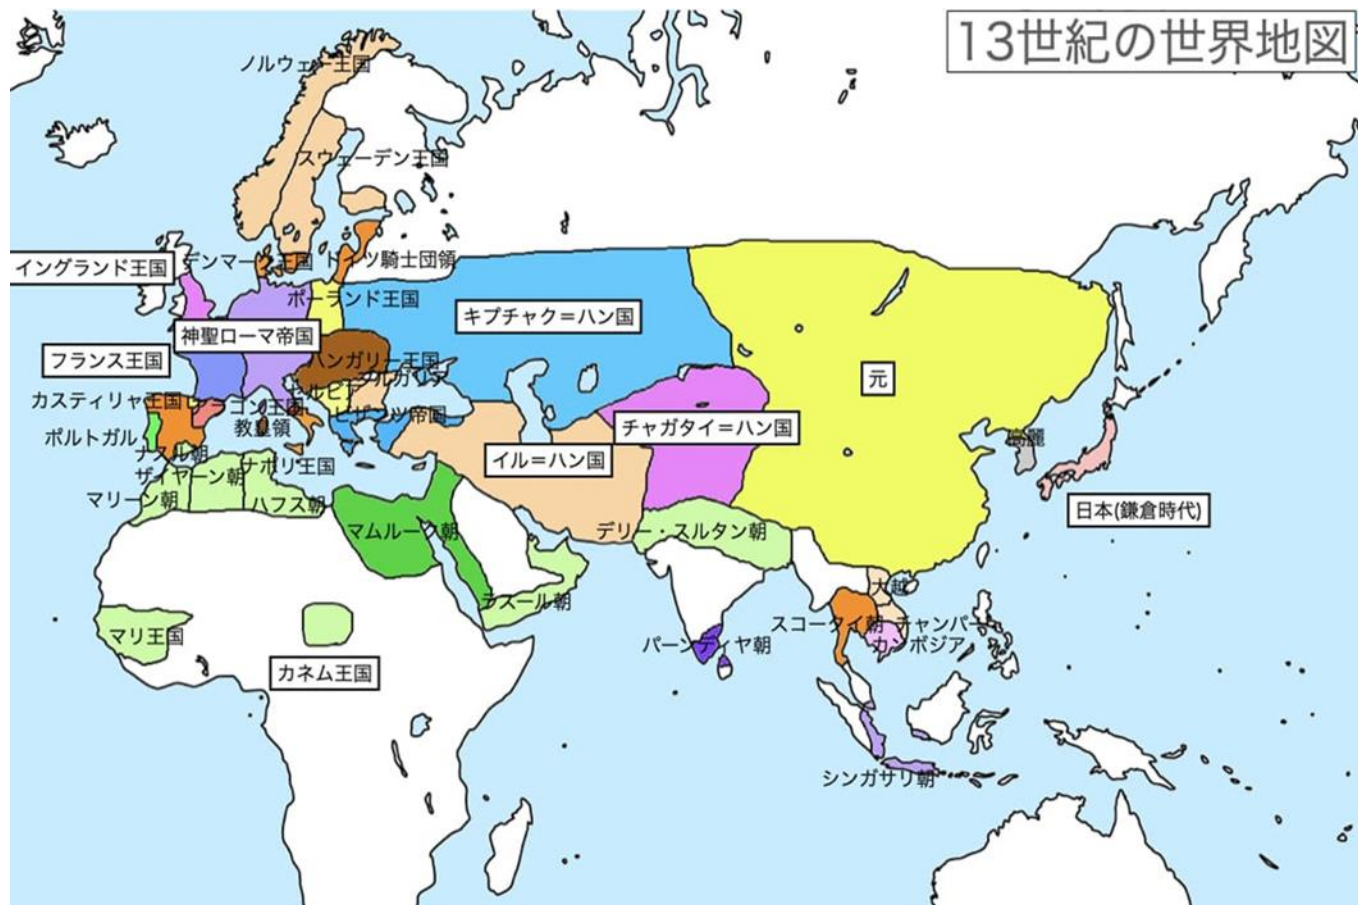 13世紀の世界地図
ノルウェー王国
スウェーデン王国
イングランド王国
デンマーク王国
ドイツ騎士団領
ポーランド王国
キプチャク＝ハン国
神聖ローマ帝国
フランス王国
ハンガリー王国
ブルガリア
セルビア
元
カスティリャ王国
アラゴン王国
ビザンツ帝国
教皇領
チャガタイ＝ハン国
ポルトガル
高麗
ナスル朝
ナポリ王国
イル＝ハン国
ザイヤーン朝
マリーン朝
ハフス朝
日本(鎌倉時代)
マムルーク朝
デリー・スルタン朝
大越
ラスール朝
スコータイ朝
チャンパー
マリ王国
パーンディヤ朝
カンボジア
カネム王国
シンガサリ朝